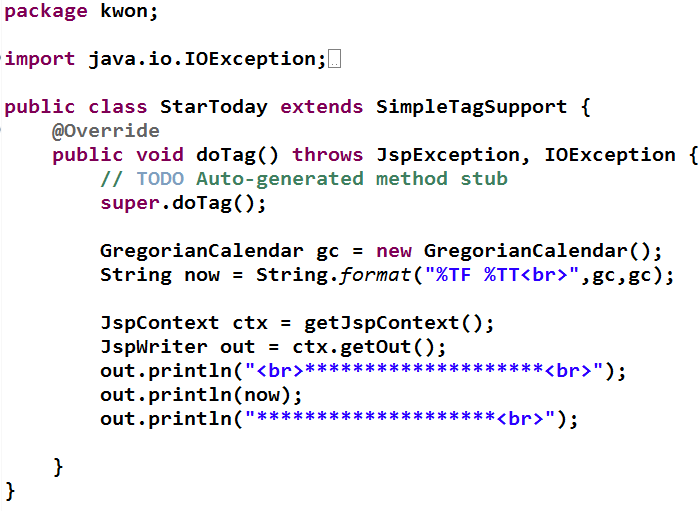 package kwon;
import java.io.IOException;
public class StarToday extends SimpleTagSupport {
@Override
public void doTag() throws JspException, IOException {
// TODO Auto-generated method stub
super.doTag();
GregorianCalendar gc = new GregorianCalendar();
String now = String.format("%TF %TT<br>",gc,gc);
JspContext ctx = getJspContext();
JspWriter out = ctx.getOut();
out.println("<br>********************<br>");
out.println(now);
out.println("********************<br>");
}
}